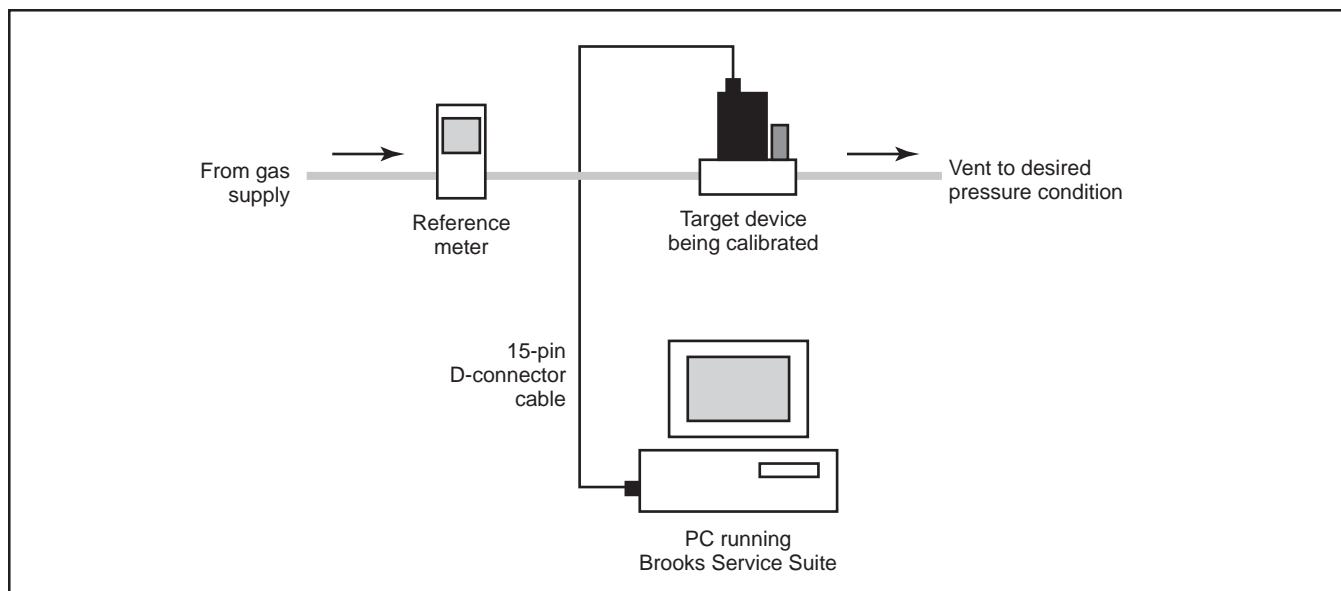 From gas
supply
Reference
meter
Target device
being calibrated
Vent to desired
pressure condition
15-pin
D-connector
cable
PC running
Brooks Service Suite